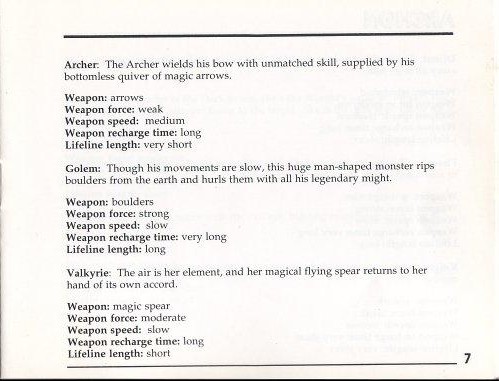 Archer: The Archer wields his bow with unmatched skill, supplied by his
bottomless quiver of magic arrows.
Weapon: arrows
Weapon force: weak
Weapon speed: medium
Weapon recharge time: long
Lifeline length: very short
Golem: Though his movements are slow, this huge man-shaped monster rips
boulders from the earth and hurls them with all his legendary might.
Weapon: boulders
Weapon force: strong
Weapon speed: slow
Weapon recharge time: very long
Lifeline length: long
Valkyrie: The air is her element, and her magical flying spear returns to her
hand of its own accord.
Weapon: magic spear
Weapon force: moderate
Weapon speed: slow
Weapon recharge time: long
Lifeline length: short
7